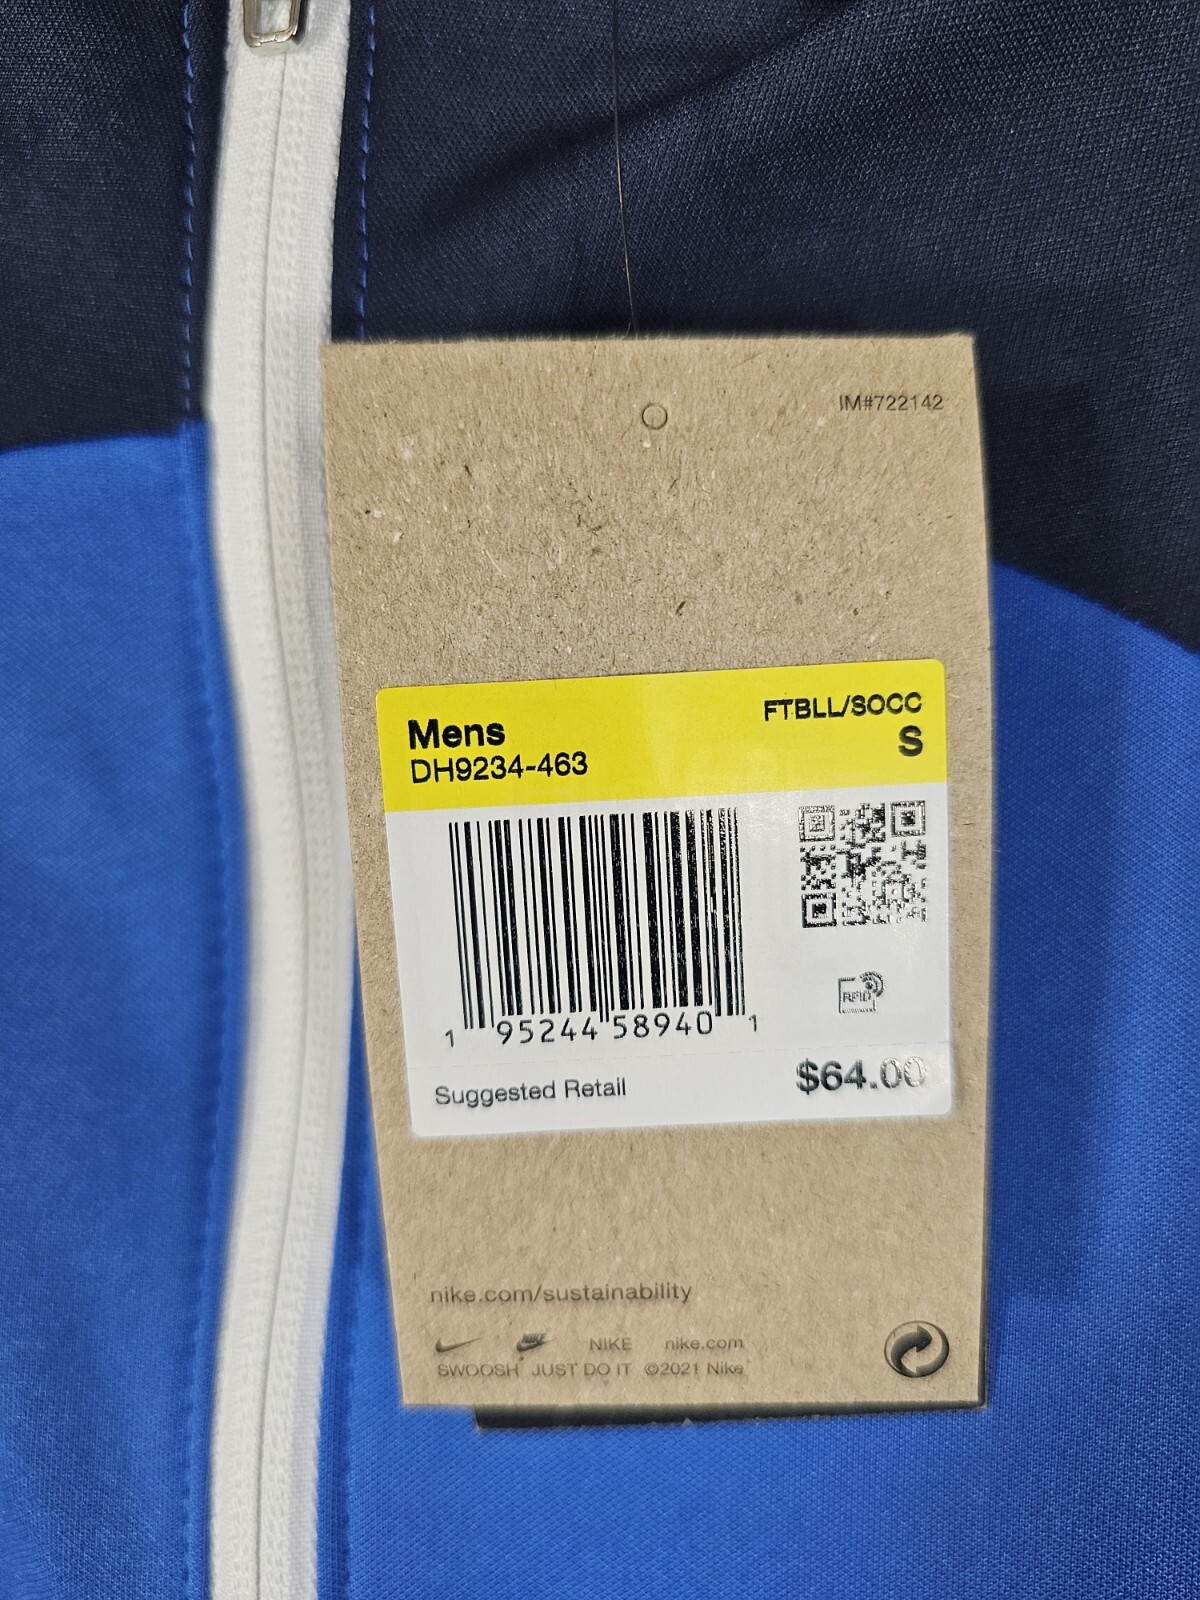 IM#722142
Mens
FTBLL/SOCC
DH9234-463
S
RFID
1 95244 58940 1
Suggested Retail
$64.00
nike.com/sustainability
NIKE nike.com
SWOOSH JUST DO IT ©2021 Nike